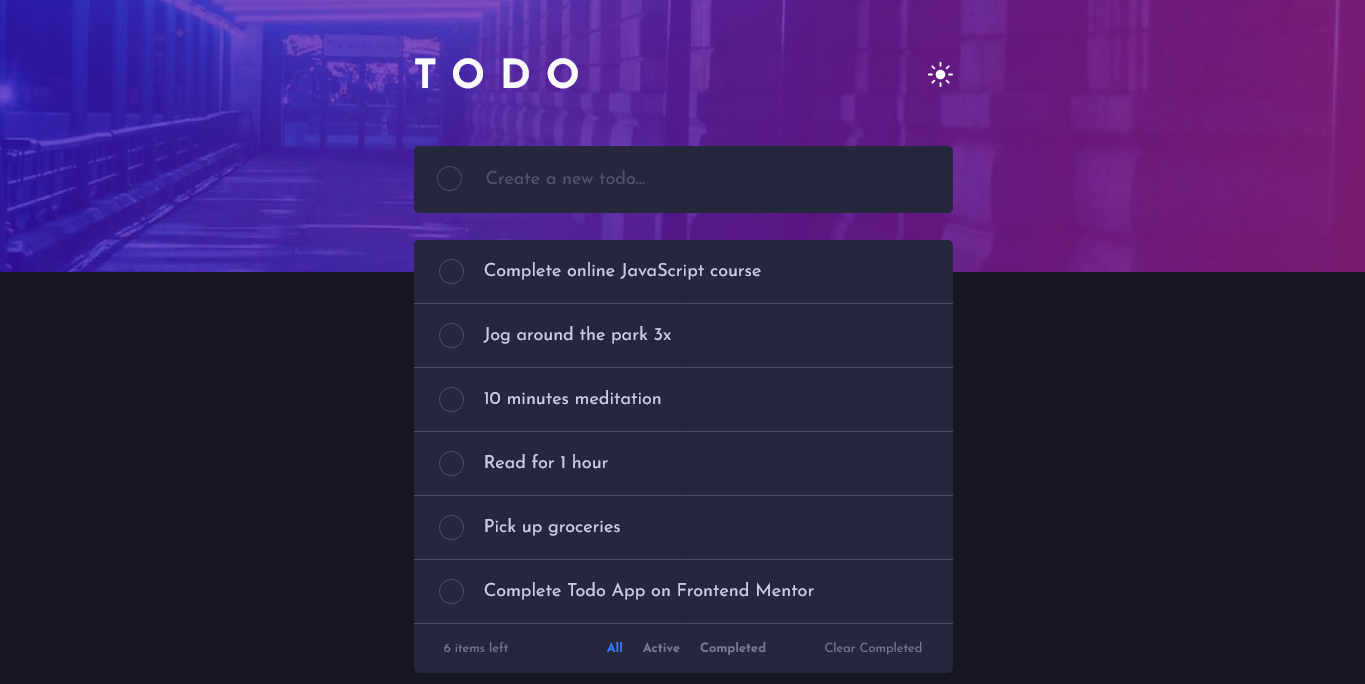 TODO
Create a new todo...
Complete online JavaScript course
Jog around the park 3x
10 minutes meditation
Read for 1 hour
Pick up groceries
Complete Todo App on Frontend Mentor
6 items left All Active Completed Clear Completed